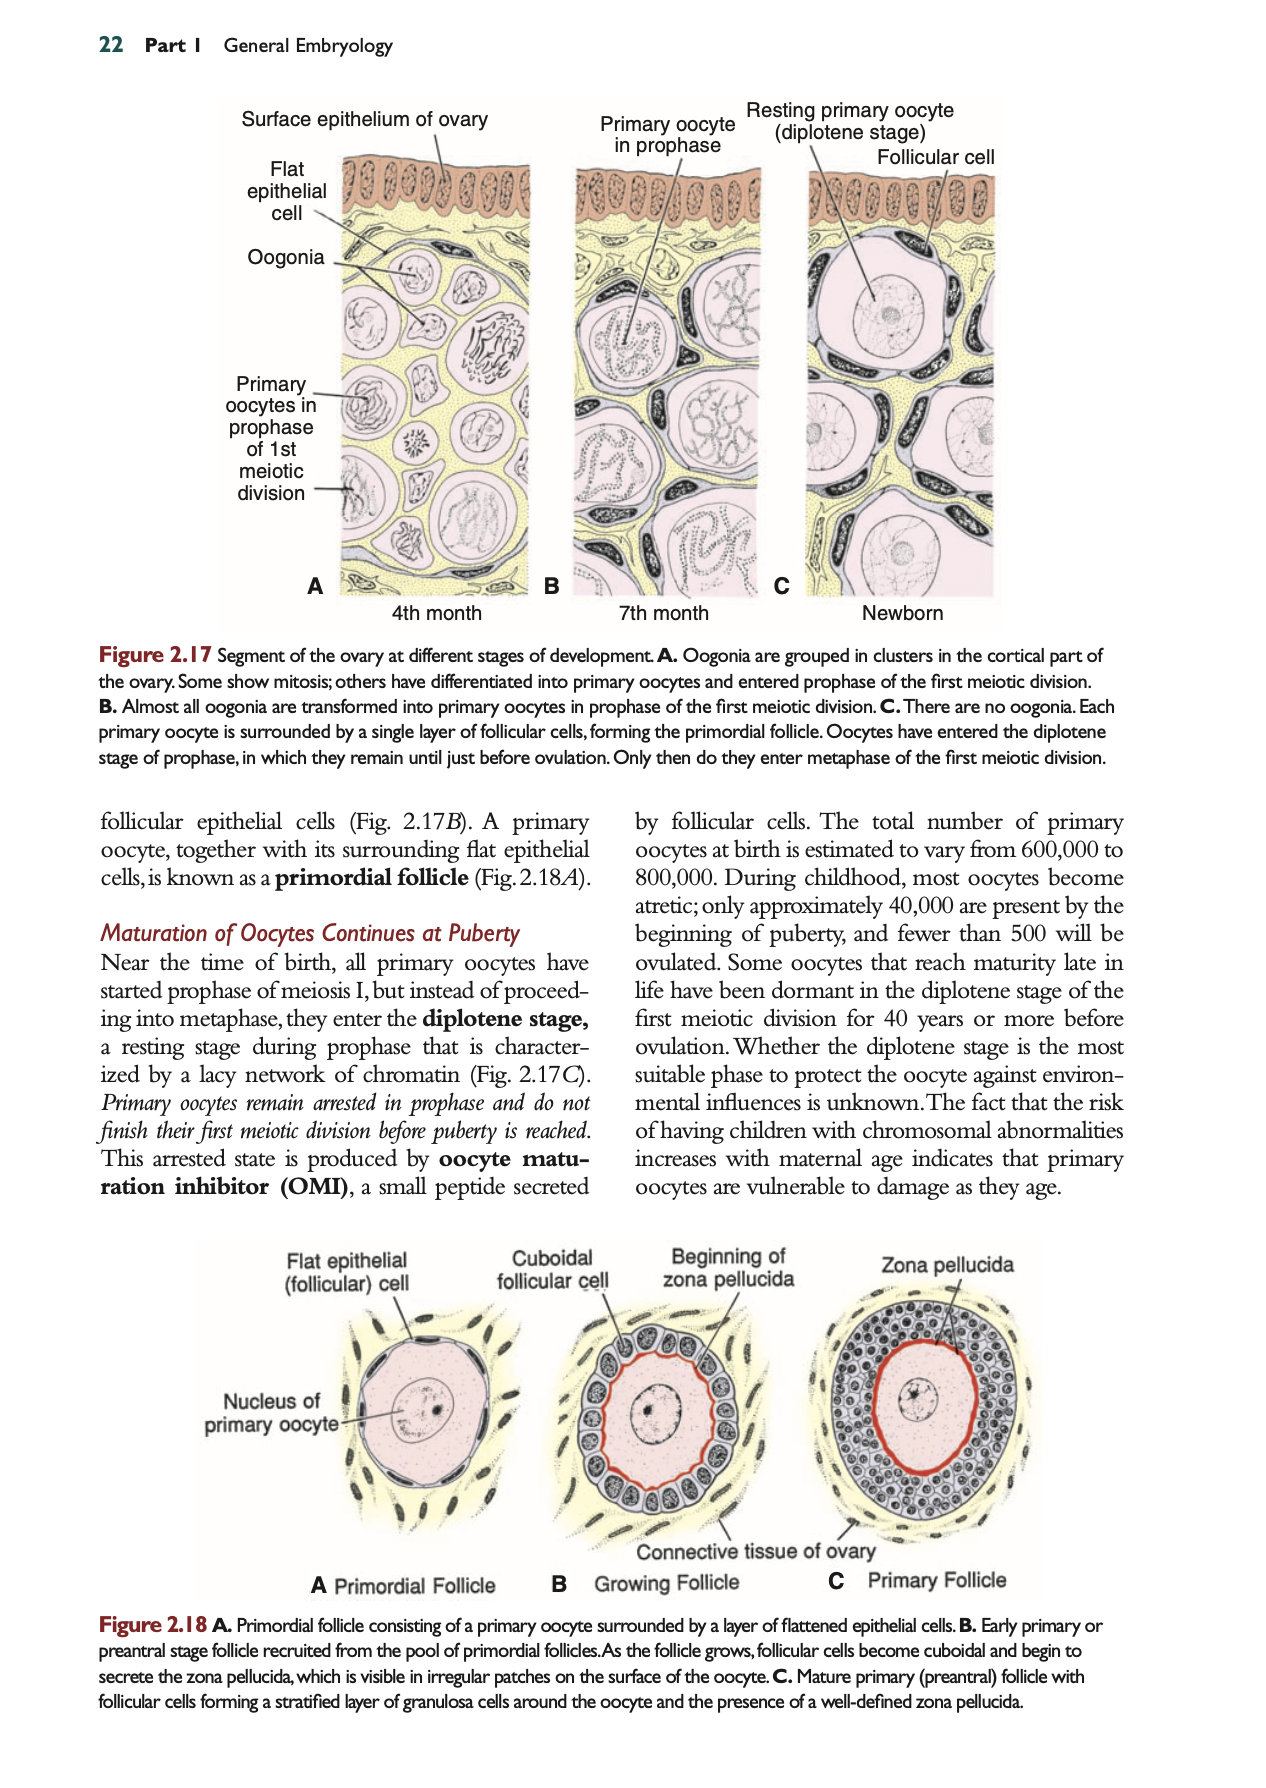 22 Part 1 General Embryology
Surface epithelium of ovary
Flat
epithelial
cell
Oogonia
Primary
oocytes in
prophase
of 1st
meiotic
division
Primary oocyte
in prophase
Resting primary oocyte
(diplotene stage)
Follicular cell
A
B
C
4th month
7th month
Newborn
Figure 2.17 Segment of the ovary at different stages of development. A. Oogonia are grouped in clusters in the cortical part of
the ovary. Some show mitosis; others have differentiated into primary oocytes and entered prophase of the first meiotic division.
B. Almost all oogonia are transformed into primary oocytes in prophase of the first meiotic division. C. There are no oogonia. Each
primary oocyte is surrounded by a single layer of follicular cells, forming the primordial follicle. Oocytes have entered the diplotene
stage of prophase, in which they remain until just before ovulation. Only then do they enter metaphase of the first meiotic division.
follicular epithelial cells (Fig. 2.17B). A primary
oocyte, together with its surrounding flat epithelial
cells, is known as a primordial follicle (Fig. 2.18A).
Maturation of Oocytes Continues at Puberty
Near the time of birth, all primary oocytes have
started prophase of meiosis I, but instead of proceed-
ing into metaphase, they enter the diplotene stage,
a resting stage during prophase that is character-
ized by a lacy network of chromatin (Fig. 2.17C).
Primary oocytes remain arrested in prophase and do not
finish their first meiotic division before puberty is reached.
This arrested state is produced by oocyte matu-
ration inhibitor (OMI), a small peptide secreted
by follicular cells. The total number of primary
oocytes at birth is estimated to vary from 600,000 to
800,000. During childhood, most oocytes become
atretic; only approximately 40,000 are present by the
beginning of puberty, and fewer than 500 will be
ovulated. Some oocytes that reach maturity late in
life have been dormant in the diplotene stage of the
first meiotic division for 40 years or more before
ovulation. Whether the diplotene stage is the most
suitable phase to protect the oocyte against environ-
mental influences is unknown. The fact that the risk
of having children with chromosomal abnormalities
increases with maternal age indicates that primary
oocytes are vulnerable to damage as they age.
Flat epithelial
(follicular) cell
Cuboidal
follicular cell
Beginning of
zona pellucida
Zona pellucida
Nucleus of
primary oocyte
Connective tissue of ovary
A Primordial Follicle
B Growing Follicle
C Primary Follicle
Figure 2.18 A. Primordial follicle consisting of a primary oocyte surrounded by a layer of flattened epithelial cells. B. Early primary or
preantral stage follicle recruited from the pool of primordial follicles. As the follicle grows, follicular cells become cuboidal and begin to
secrete the zona pellucida, which is visible in irregular patches on the surface of the oocyte. C. Mature primary (preantral) follicle with
follicular cells forming a stratified layer of granulosa cells around the oocyte and the presence of a well-defined zona pellucida.